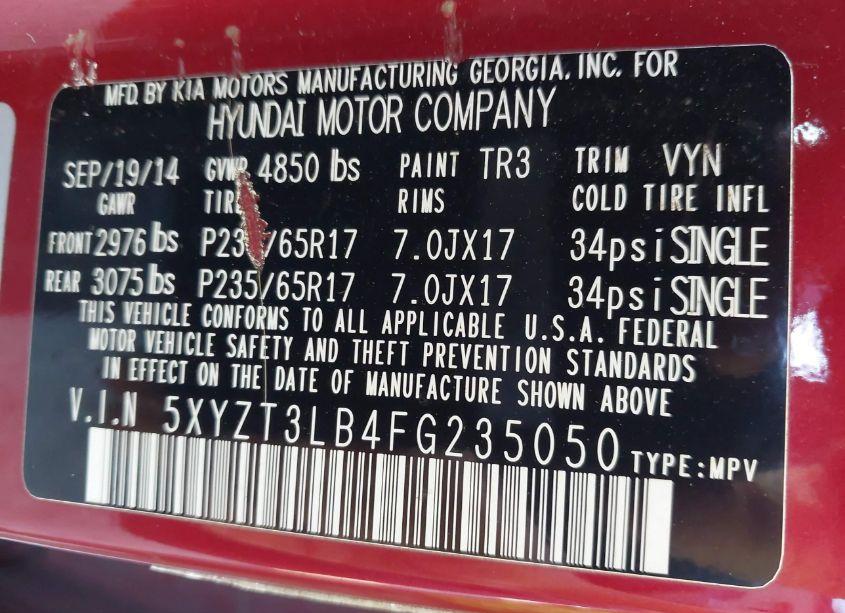 MFD. BY KIA MOTORS MANUFACTURING GEORGIA, INC. FOR
HYUNDAI MOTOR COMPANY
SEP/19/14 GVWR 4850 lbs PAINT TR3 TRIM VYN
GAWR TIRE RIMS COLD TIRE INFL
FRONT 2976 lbs P23 /65R17 7.0JX17 34psi SINGLE
REAR 3075 lbs P235/65R17 7.0JX17 34psi SINGLE
THIS VEHICLE CONFORMS TO ALL APPLICABLE U.S.A. FEDERAL
MOTOR VEHICLE SAFETY AND THEFT PREVENTION STANDARDS
IN EFFECT ON THE DATE OF MANUFACTURE SHOWN ABOVE
V.I.N 5XYZT3LB4FG235050 TYPE:MPV